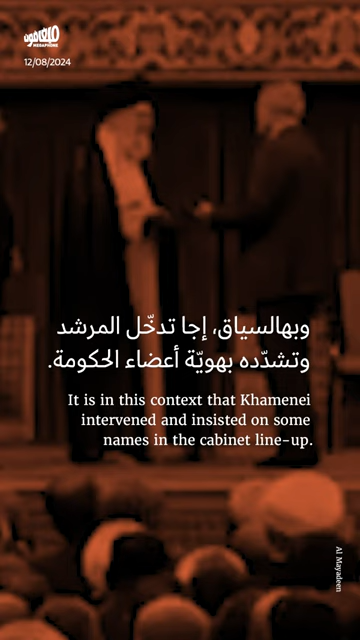 ميغافون
MEGAPHONE
12/08/2024
وبهالسياق، إجا تدخّل المرشد
وتشدّده بهويّة أعضاء الحكومة.
It is in this context that Khamenei
intervened and insisted on some
names in the cabinet line-up.
Al Mayadeen